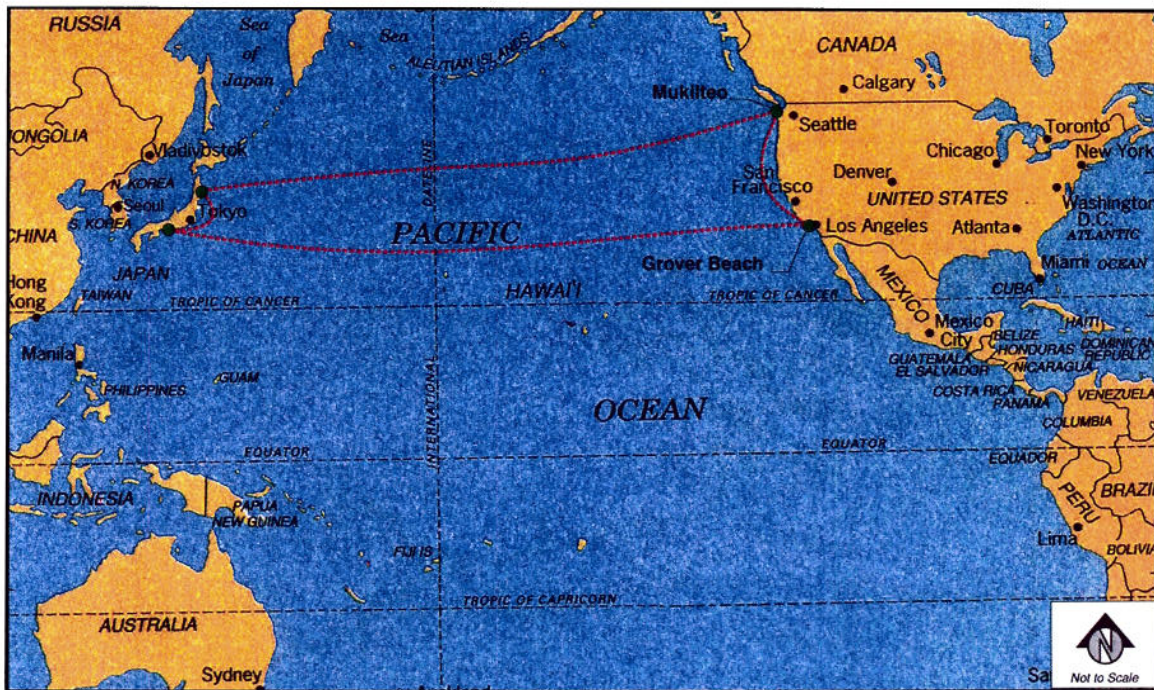 RUSSIA
Sea
of
Japan
Sea
ALEUTIAN ISLANDS
CANADA
Calgary
Mukilteo
Seattle
Toronto
MONGOLIA
Vladivostok
Chicago
New York
N. KOREA
Seoul
S. KOREA
Tokyo
DATELINE
San
Francisco
Denver
UNITED STATES
Washington
D.C.
ATLANTIC
OCEAN
CHINA
PACIFIC
Los Angeles
Atlanta
Grover Beach
JAPAN
Hong
Kong
TAIWAN
TROPIC OF CANCER
HAWAI'I
TROPIC OF CANCER
MEXICO
Miami
CUBA
Mexico
City
HAITI
DOMINICAN
REPUBLIC
BELIZE
HONDURAS
GUATEMALA
EL SALVADOR
NICARAGUA
Manila
PHILIPPINES
GUAM
INTERNATIONAL
OCEAN
COSTA RICA
PANAMA
VENEZUELA
COLUMBIA
EQUATOR
EQUATOR
EQUADOR
INDONESIA
PAPUA
NEW GUINEA
PERU
BRAZIL
Lima
BOLIVIA
FIJI IS
TROPIC OF CAPRICORN
AUSTRALIA
Sydney
N
Not to Scale